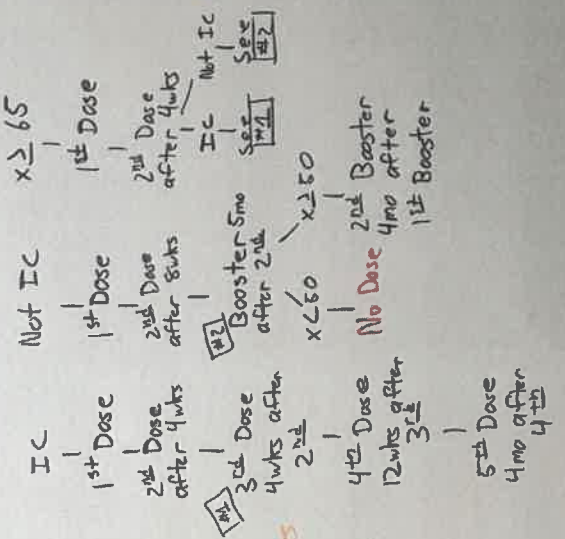 IC
1st Dose
2nd Dose
after 4wks
#1
3rd Dose
4wks after
2nd
4th Dose
12wks after
3rd
5th Dose
4mo after
4th
Not IC
1st Dose
2nd Dose
after 8wks
#2
Booster 5mo
after 2nd
x<50
No Dose
x≥50
2nd Booster
4mo after
1st Booster
x≥65
1st Dose
2nd Dose
after 4wks
IC
See
#1
Not IC
See
#2